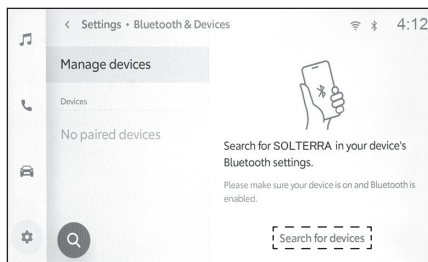 < Settings • Bluetooth & Devices
4:12
Manage devices
Devices
No paired devices
Search for SOLTERRA in your device's
Bluetooth settings.
Please make sure your device is on and Bluetooth is
enabled.
Search for devices